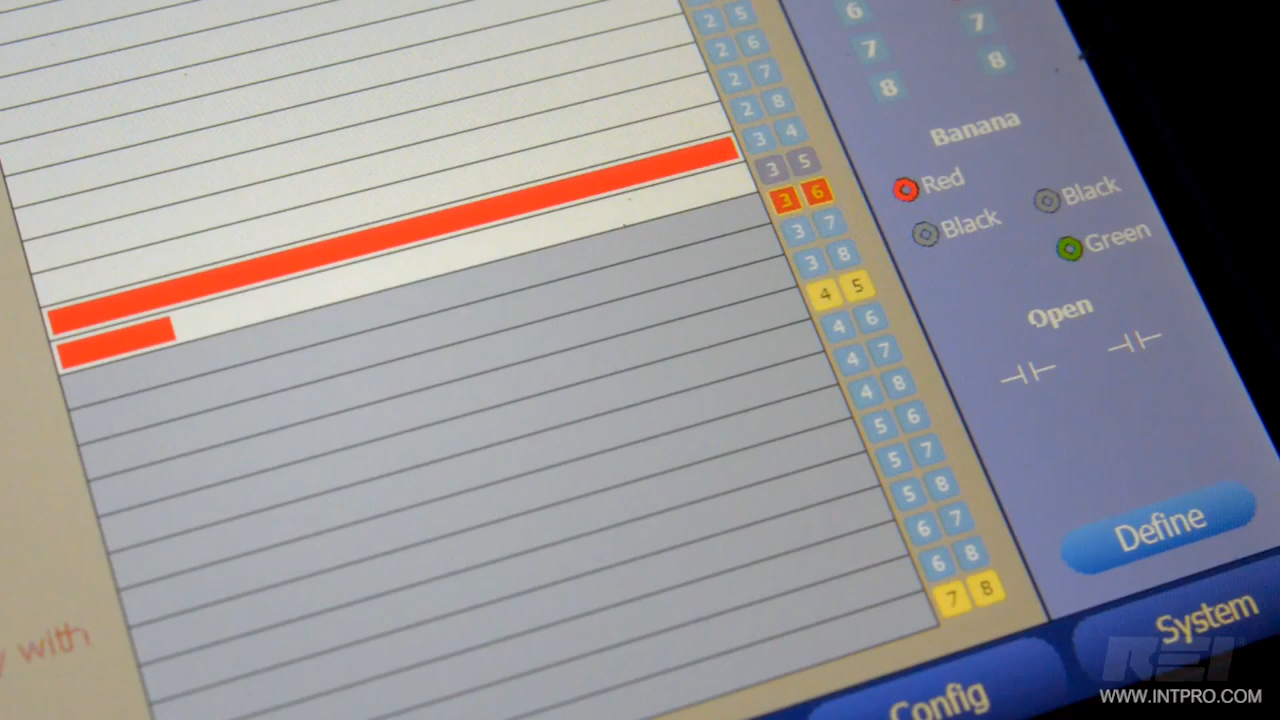 2 5
2 6
2 7
2 8
3 4
3 5
3 6
3 7
3 8
4 5
4 6
4 7
4 8
5 6
5 7
5 8
6 7
6 8
7 8
6 7
7 8
8
Banana
Red Black
Black Green
Open
Define
with
Config System
REI
WWW.INTPRO.COM